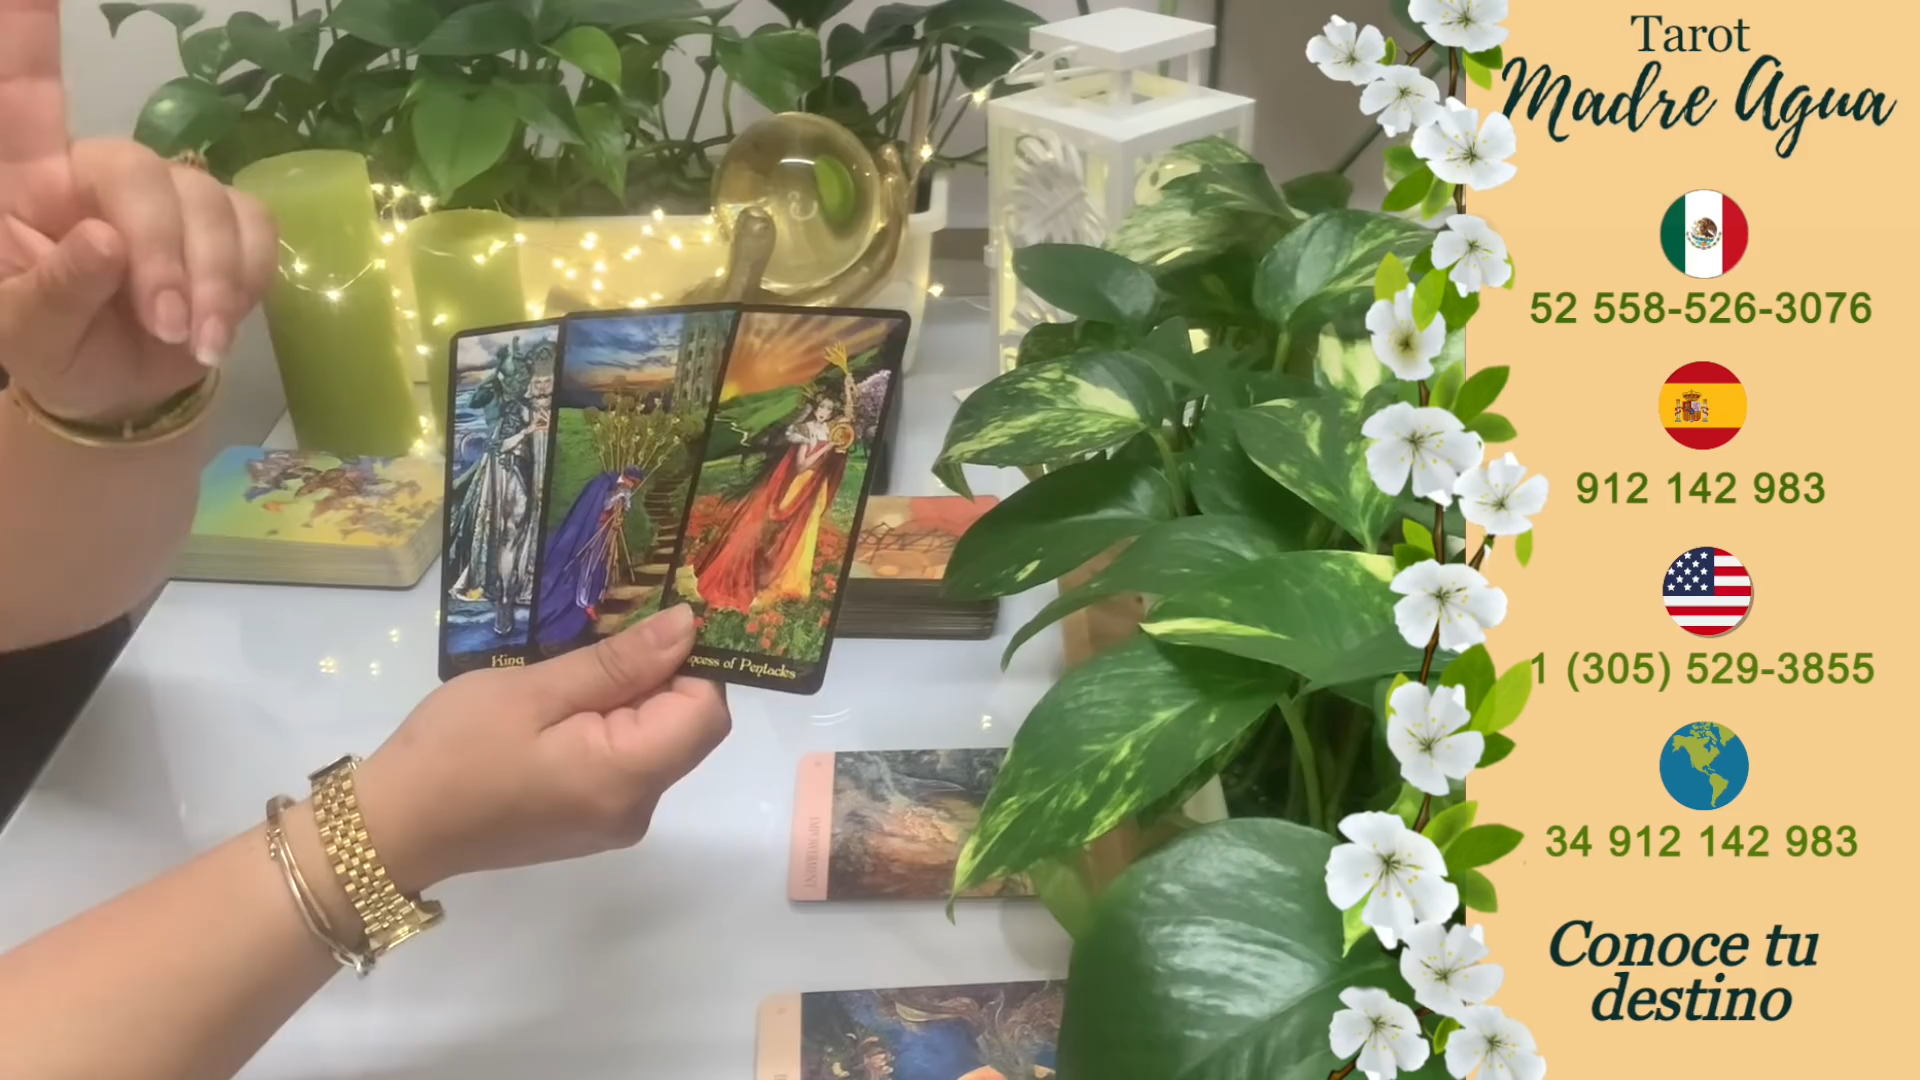 Tarot
Madre Agua
52 558-526-3076
912 142 983
1 (305) 529-3855
34 912 142 983
Conoce tu
destino
King
ncess of Pentacles